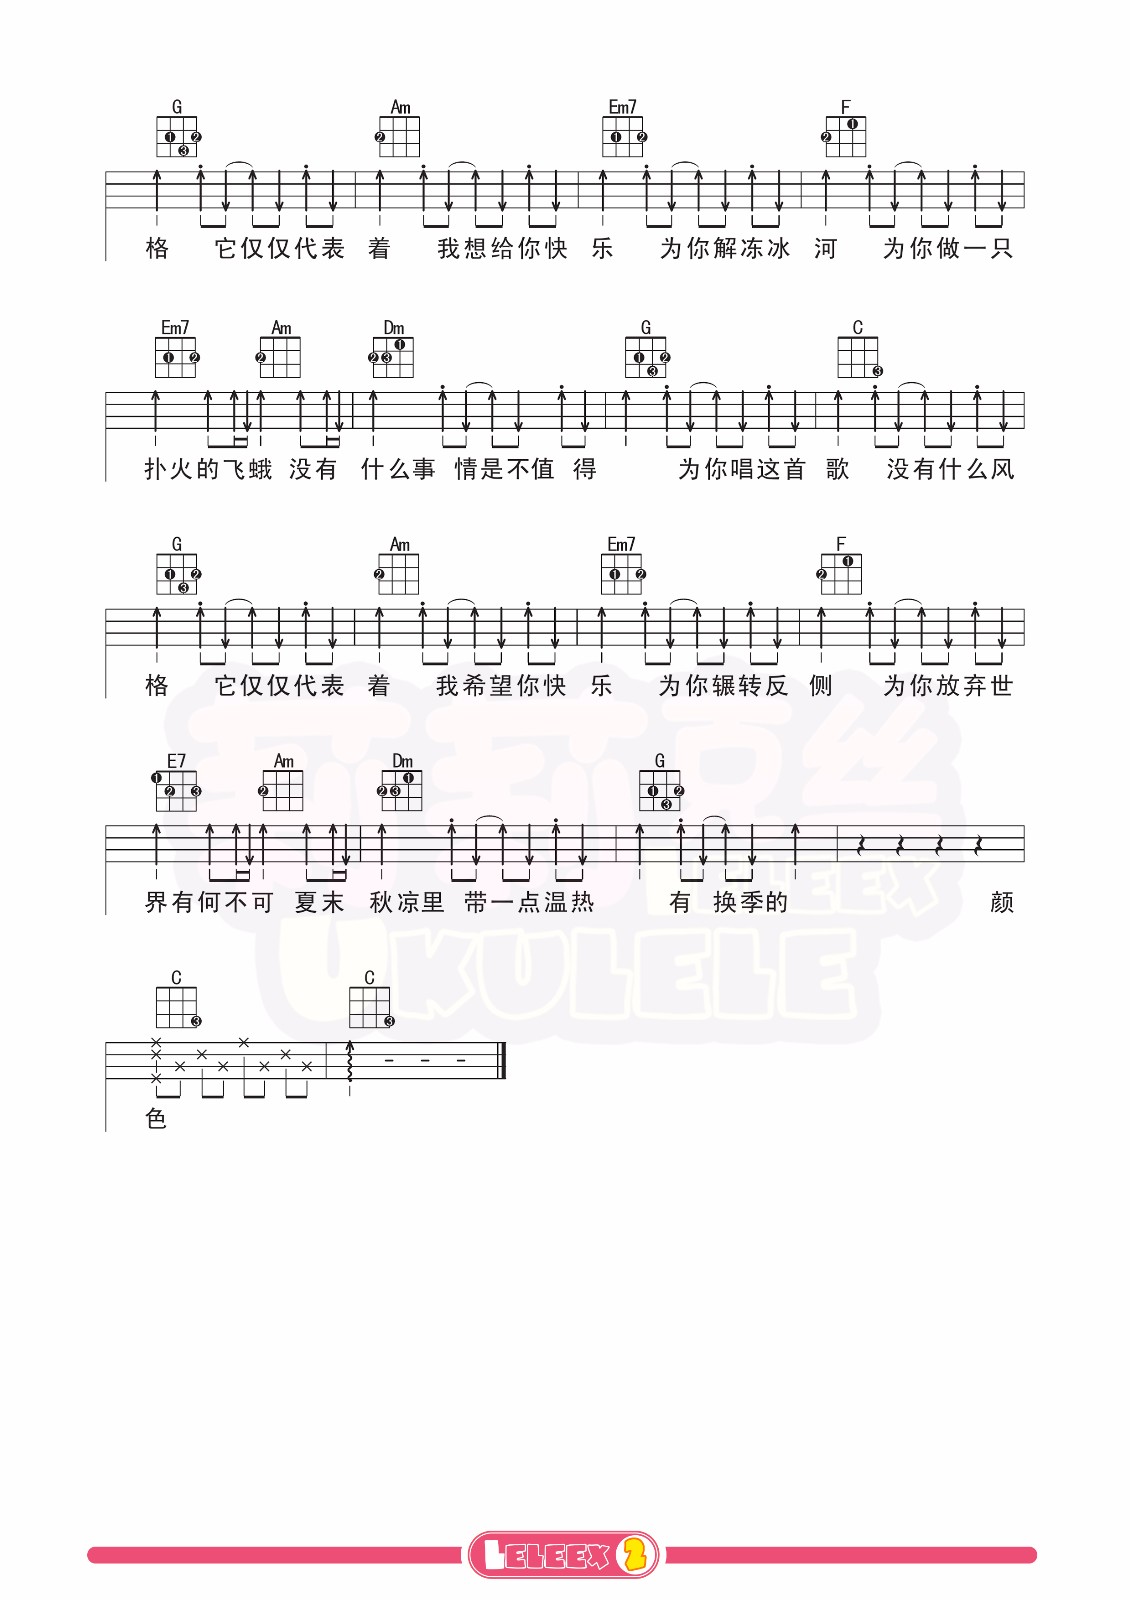 G Am Em7 F
格 它仅仅代表 着 我想给你快 乐 为你解冻冰 河 为你做一只
Em7 Am Dm G C
扑火的飞蛾 没有 什么事 情是不值 得 为你唱这首 歌 没有什么风
G Am Em7 F
格 它仅仅代表 着 我希望你快 乐 为你辗转反 侧 为你放弃世
E7 Am Dm G
界有何不可 夏末 秋凉里 带一点温热 有 换季的 颜
LELEEX
UKULELE
C C
色
LELEEX 2